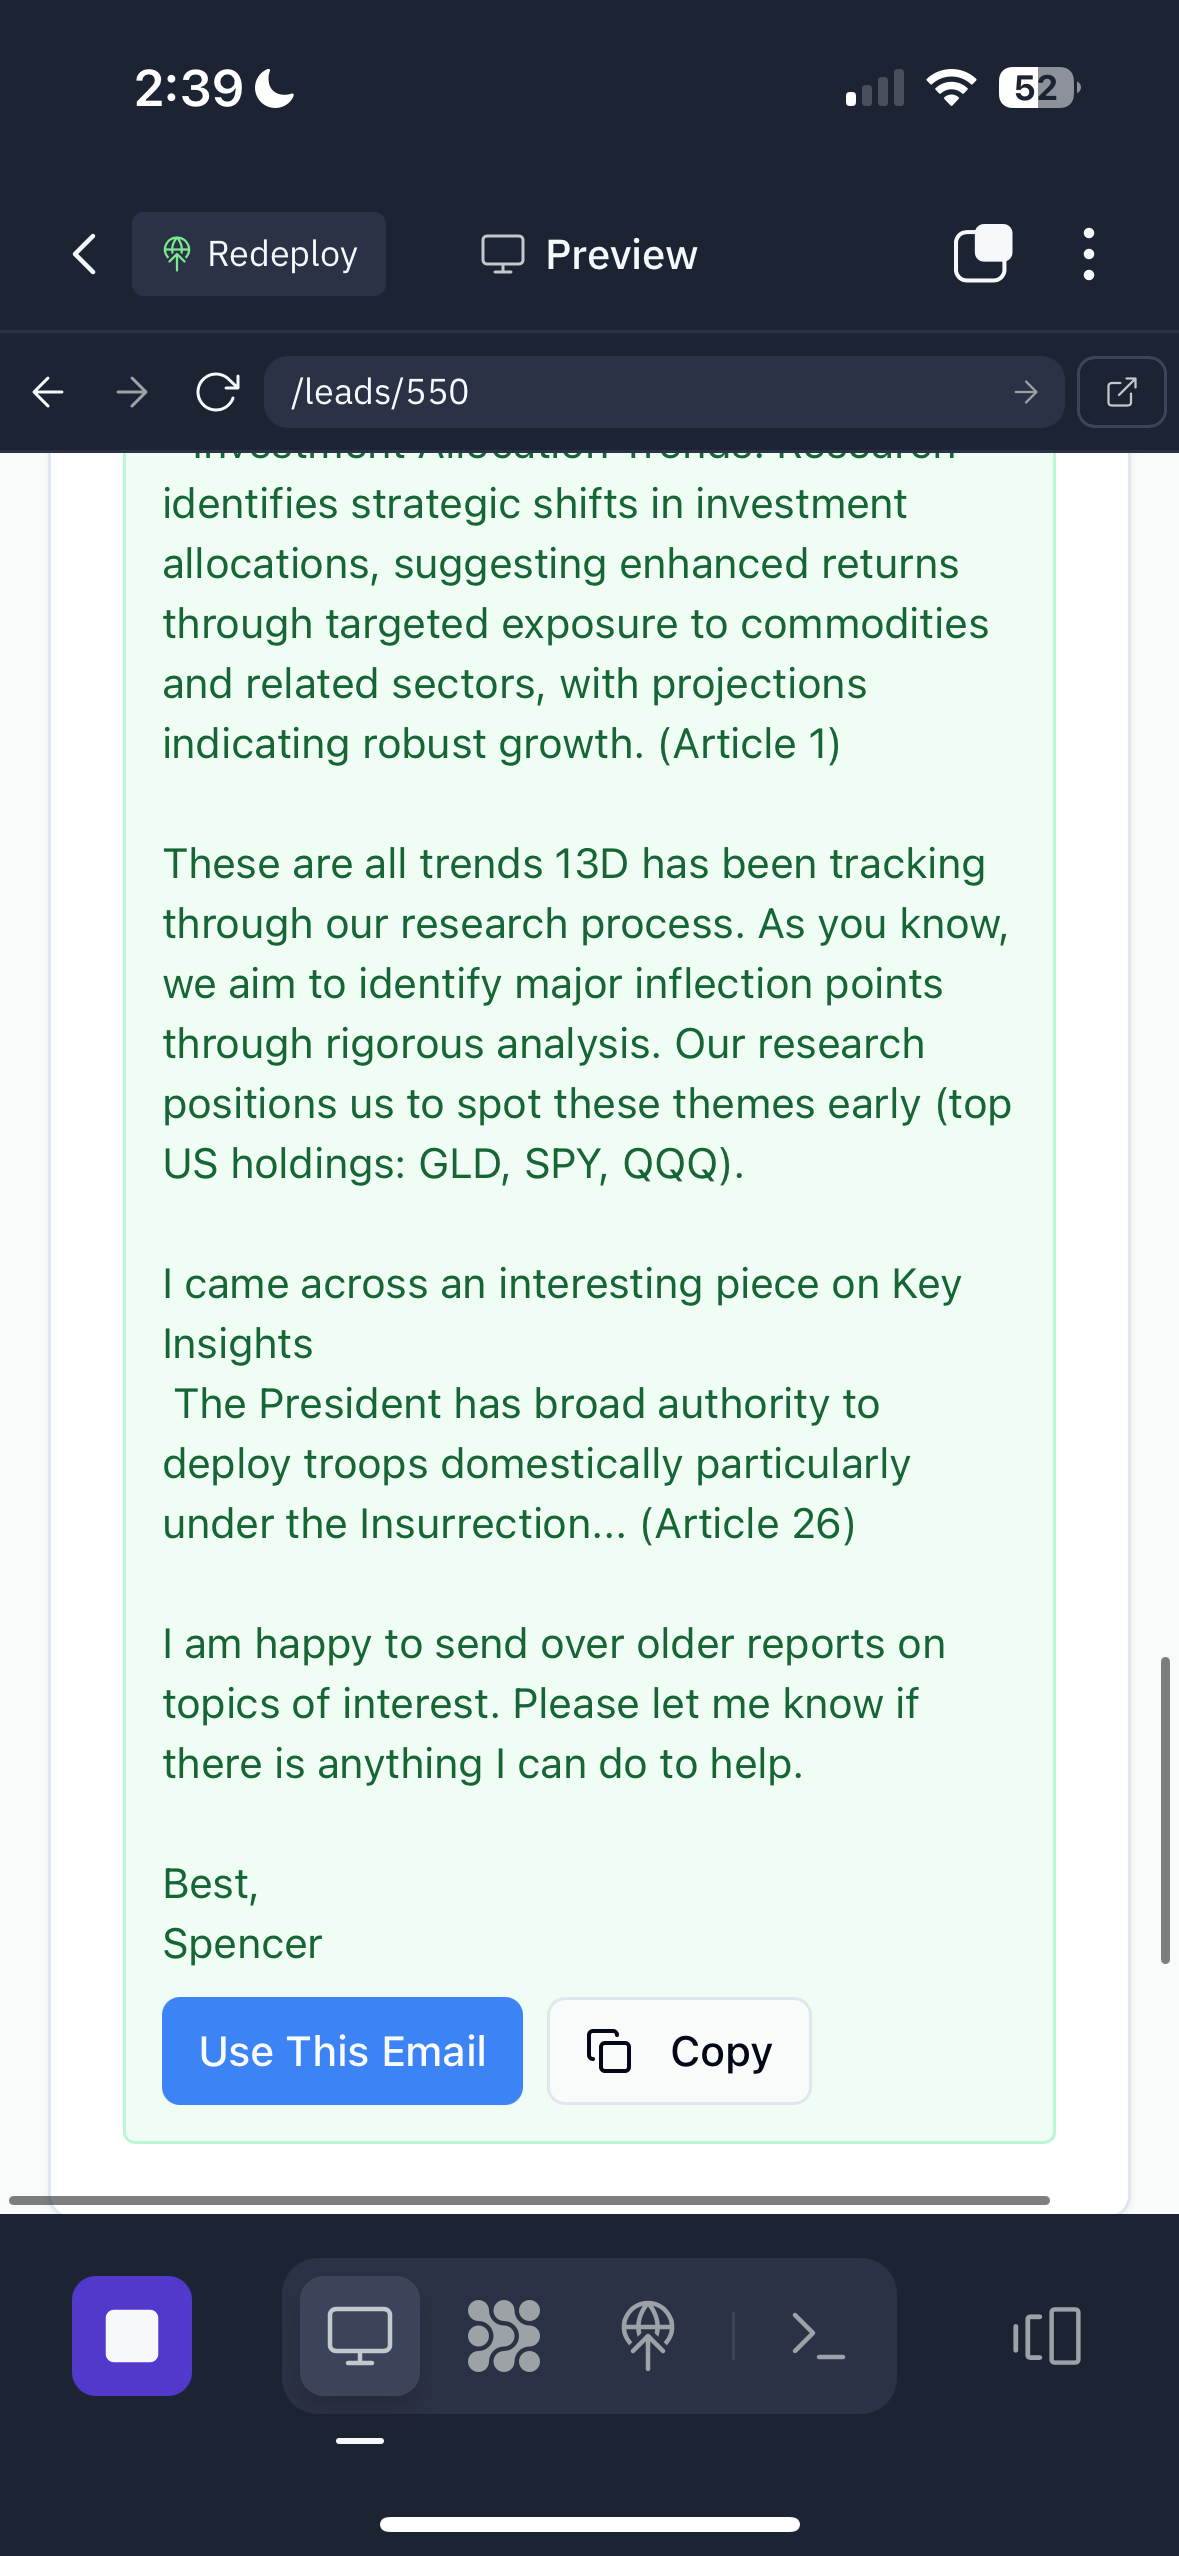 2:39
52
Redeploy
Preview
/leads/550
identifies strategic shifts in investment
allocations, suggesting enhanced returns
through targeted exposure to commodities
and related sectors, with projections
indicating robust growth. (Article 1)
These are all trends 13D has been tracking
through our research process. As you know,
we aim to identify major inflection points
through rigorous analysis. Our research
positions us to spot these themes early (top
US holdings: GLD, SPY, QQQ).
I came across an interesting piece on Key
Insights
The President has broad authority to
deploy troops domestically particularly
under the Insurrection... (Article 26)
I am happy to send over older reports on
topics of interest. Please let me know if
there is anything I can do to help.
Best,
Spencer
Use This Email
Copy